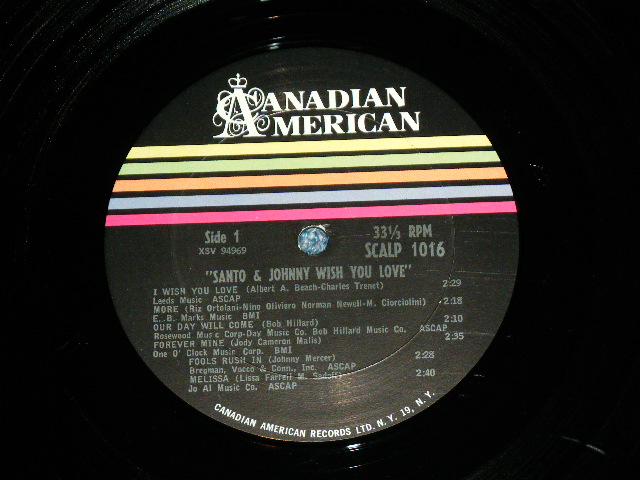 CANADIAN
AMERICAN
Side 1
XSV 94969
33⅓ RPM
SCALP 1016
"SANTO & JOHNNY WISH YOU LOVE"
I WISH YOU LOVE (Albert A. Beach-Charles Trenet) 2:29
Leeds Music ASCAP
MORE (Riz Ortolani-Nino Oliviero Norman Newell-M. Ciorciolini) 2:18
E. B. Marks Music BMI
OUR DAY WILL COME (Bob Hillard) 2:10
Rosewood Music Corp-Day Music Co. Bob Hillard Music Co. ASCAP
FOREVER MINE (Jody Cameron Malis) 2:35
One O' Clock Music Corp. BMI
FOOLS RUSH IN (Johnny Mercer) 2:28
Bregman, Vocco & Conn., Inc. ASCAP
MELISSA (Lissa Farrell M. 2:40
Jo Al Music Co. ASCAP
CANADIAN AMERICAN RECORDS LTD. N. Y. 19, N. Y.